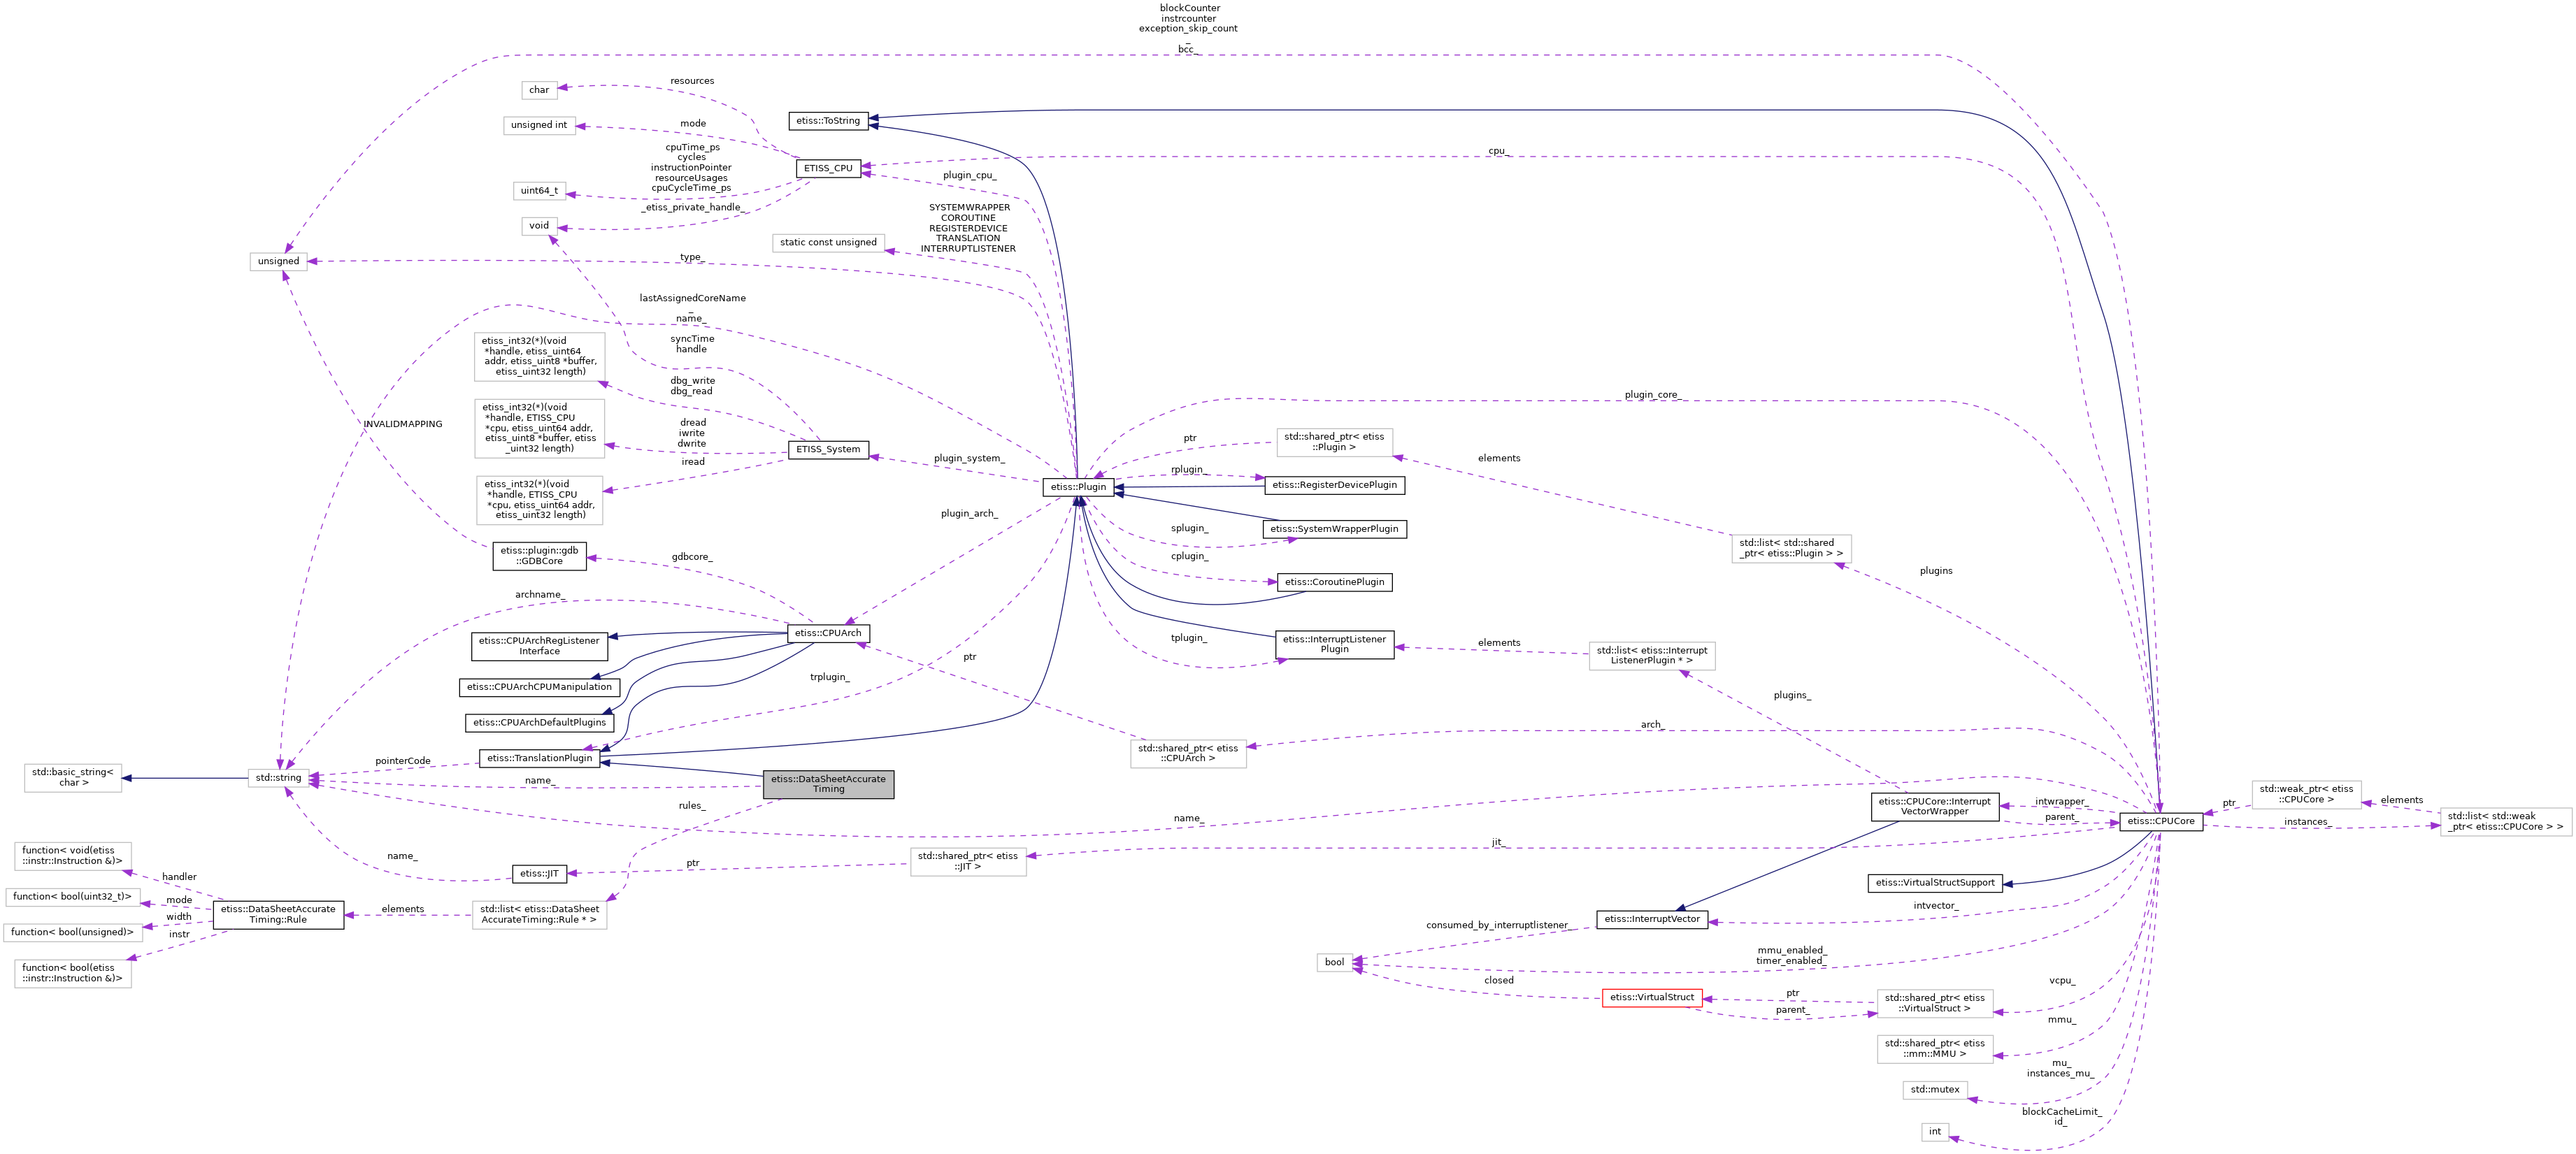 blockCounter
instrcounter
exception_skip_count
_
bcc_
resources
char
etiss::ToString
unsigned int
mode
cpuTime_ps
cycles
instructionPointer
resourceUsages
cpuCycleTime_ps
ETISS_CPU
cpu_
plugin_cpu_
uint64_t
_etiss_private_handle_
void
SYSTEMWRAPPER
COROUTINE
REGISTERDEVICE
TRANSLATION
INTERRUPTLISTENER
static const unsigned
unsigned
type_
lastAssignedCoreName
_
name_
syncTime
handle
etiss_int32(*)(void
*handle, etiss_uint64
addr, etiss_uint8 *buffer,
etiss_uint32 length)
dbg_write
dbg_read
plugin_core_
etiss_int32(*)(void
*handle, ETISS_CPU
*cpu, etiss_uint64 addr,
etiss_uint8 *buffer, etiss
_uint32 length)
INVALIDMAPPING
dread
iwrite
dwrite
ETISS_System
iread
plugin_system_
std::shared_ptr< etiss
::Plugin >
ptr
elements
etiss_int32(*)(void
*handle, ETISS_CPU
*cpu, etiss_uint64 addr,
etiss_uint32 length)
etiss::Plugin
rplugin_
etiss::RegisterDevicePlugin
plugin_arch_
splugin_
etiss::SystemWrapperPlugin
etiss::plugin::gdb
::GDBCore
gdbcore_
cplugin_
etiss::CoroutinePlugin
std::list< std::shared
_ptr< etiss::Plugin > >
plugins
archname_
etiss::CPUArch
etiss::CPUArchRegListener
Interface
tplugin_
etiss::InterruptListener
Plugin
elements
std::list< etiss::Interrupt
ListenerPlugin * >
ptr
etiss::CPUArchCPUManipulation
trplugin_
plugins_
etiss::CPUArchDefaultPlugins
arch_
std::shared_ptr< etiss
::CPUArch >
etiss::TranslationPlugin
pointerCode
std::basic_string<
char >
std::string
name_
etiss::DataSheetAccurate
Timing
rules_
name_
etiss::CPUCore::Interrupt
VectorWrapper
intwrapper_
parent_
etiss::CPUCore
ptr
std::weak_ptr< etiss
::CPUCore >
elements
instances_
std::list< std::weak
_ptr< etiss::CPUCore > >
function< void(etiss
::instr::Instruction &)>
name_
etiss::JIT
ptr
std::shared_ptr< etiss
::JIT >
jit_
handler
function< bool(uint32_t)>
mode
width
function< bool(unsigned)>
instr
etiss::DataSheetAccurate
Timing::Rule
elements
std::list< etiss::DataSheet
AccurateTiming::Rule * >
function< bool(etiss
::instr::Instruction &)>
etiss::VirtualStructSupport
intvector_
etiss::InterruptVector
consumed_by_interruptlistener_
bool
mmu_enabled_
timer_enabled_
closed
etiss::VirtualStruct
ptr
parent_
std::shared_ptr< etiss
::VirtualStruct >
vcpu_
mmu_
std::shared_ptr< etiss
::mm::MMU >
mu_
instances_mu_
std::mutex
blockCacheLimit_
id_
int